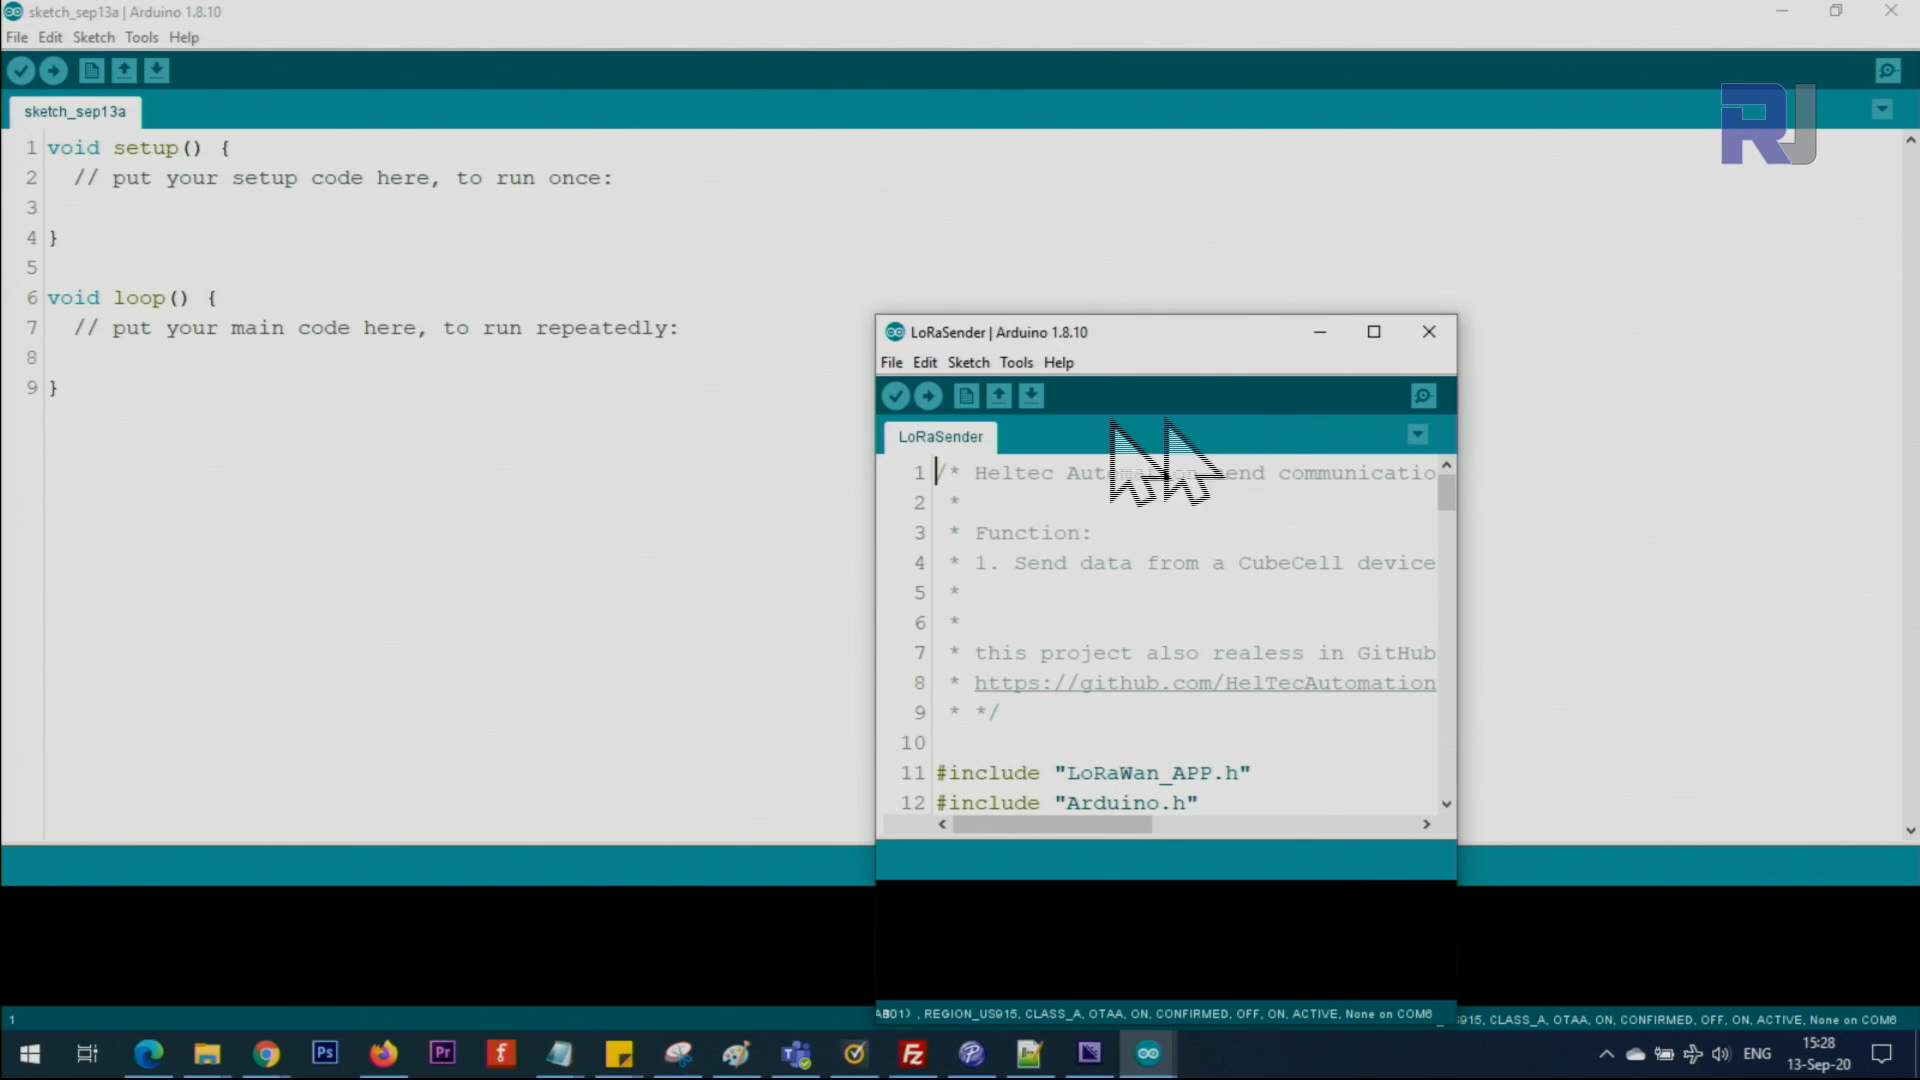 sketch_sep13a | Arduino 1.8.10
File Edit Sketch Tools Help
RJ
sketch_sep13a
1 void setup() {
2 // put your setup code here, to run once:
3
4 }
5
6 void loop() {
7 // put your main code here, to run repeatedly:
8
9 }
LoRaSender | Arduino 1.8.10
File Edit Sketch Tools Help
LoRaSender
1 /* Heltec send communicatio
2 *
3 * Function:
4 * 1. Send data from a CubeCell device
5 *
6 *
7 * this project also realess in GitHub
8 * https://github.com/HelTecAutomation
9 * */
10
11 #include "LoRaWan_APP.h"
12 #include "Arduino.h"
01), REGION_US915, CLASS_A, OTAA, ON, CONFIRMED, OFF, ON, ACTIVE, None on COM6
1
915, CLASS_A, OTAA, ON, CONFIRMED, OFF, ON, ACTIVE, None on COM6
Ps
Pr
f
Fz
ENG
15:28
13-Sep-20